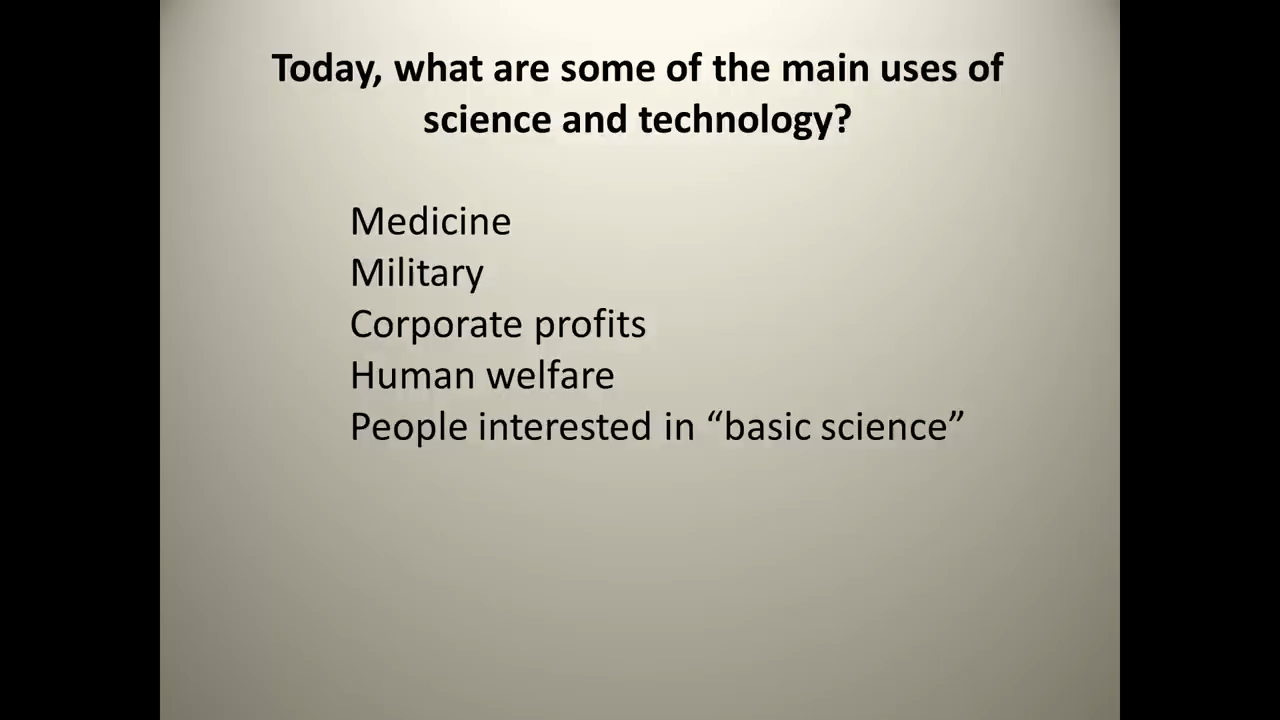 Today, what are some of the main uses of
science and technology?
Medicine
Military
Corporate profits
Human welfare
People interested in “basic science”